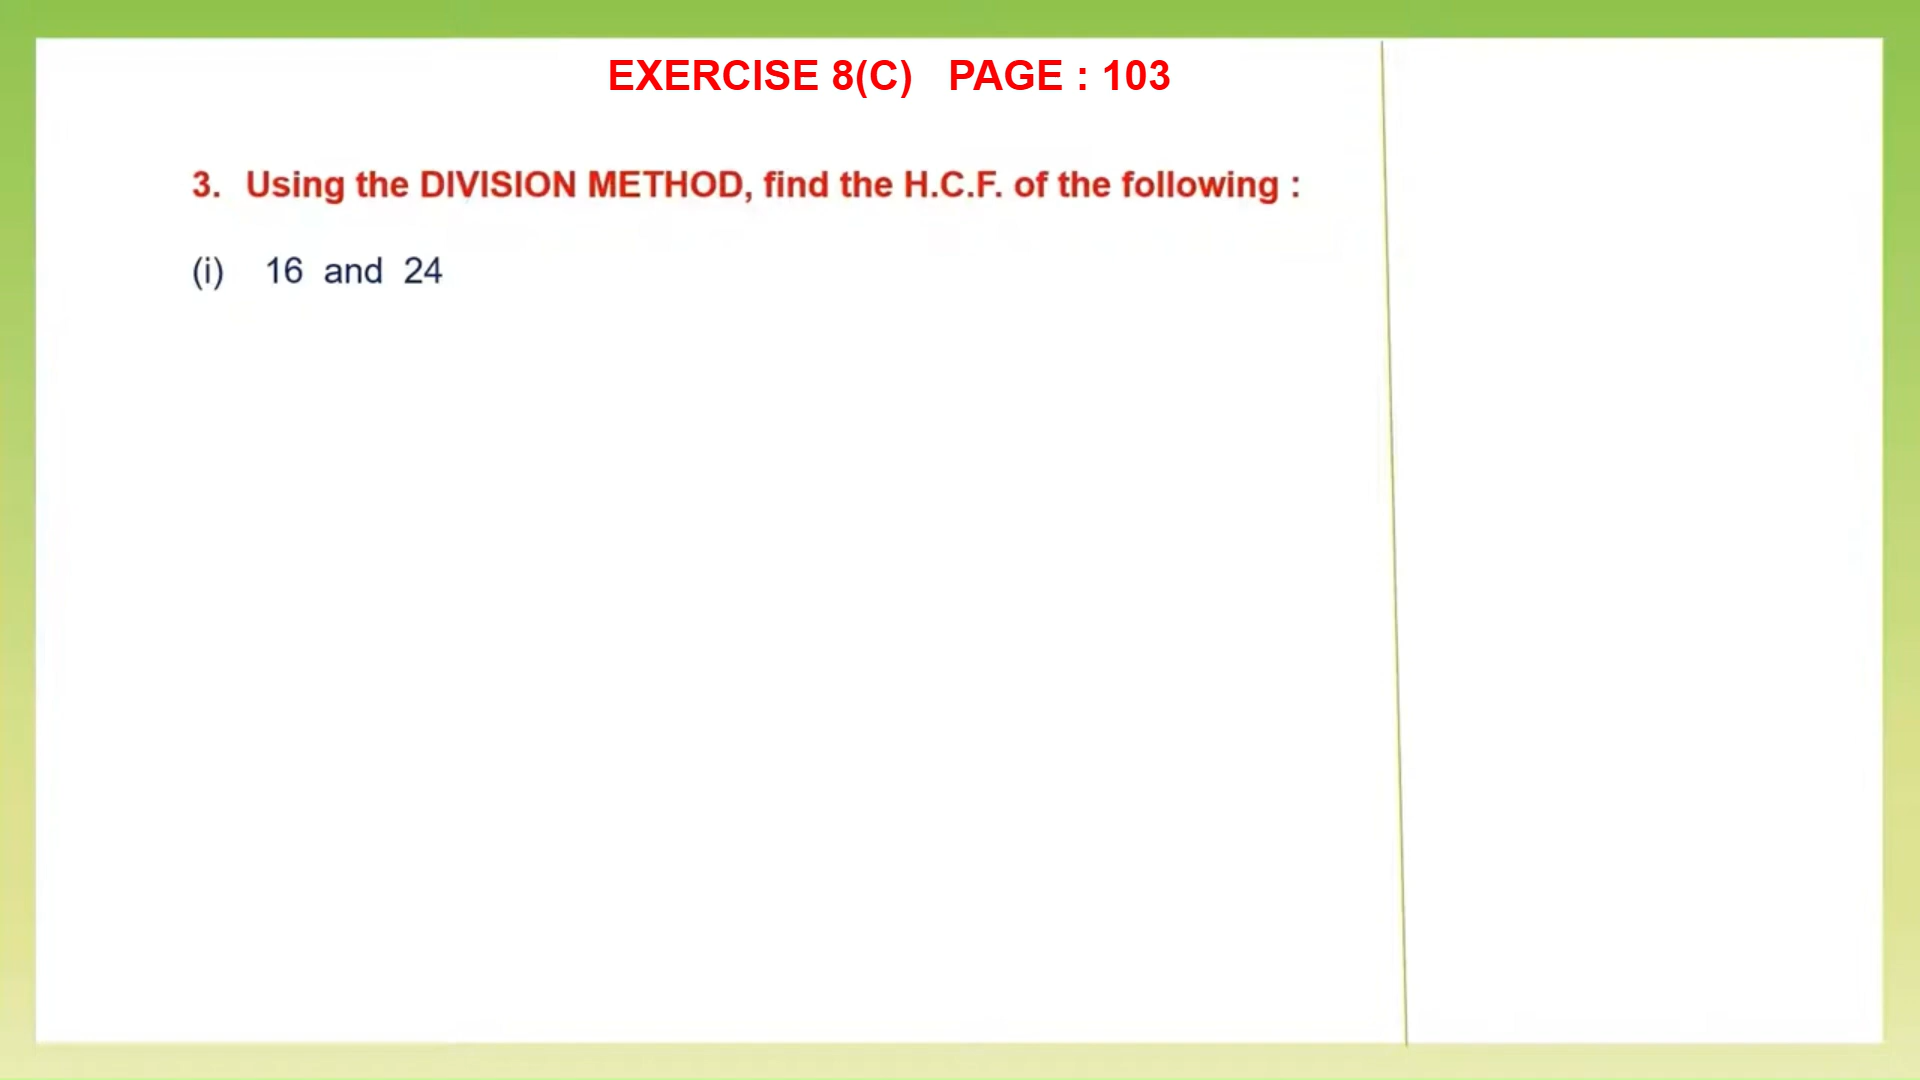 EXERCISE 8(C) PAGE : 103
3. Using the DIVISION METHOD, find the H.C.F. of the following :
(i) 16 and 24